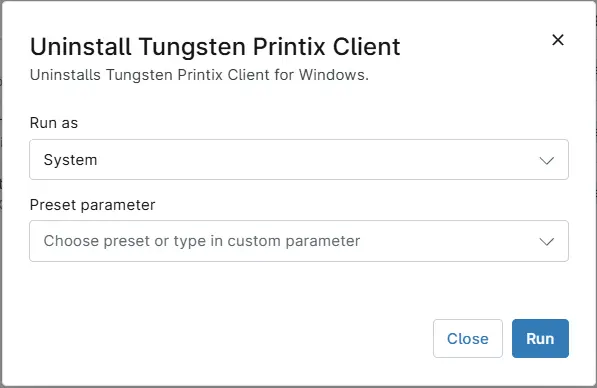 Uninstall Tungsten Printix Client
Uninstalls Tungsten Printix Client for Windows.
Run as
System
Preset parameter
Choose preset or type in custom parameter
Close
Run